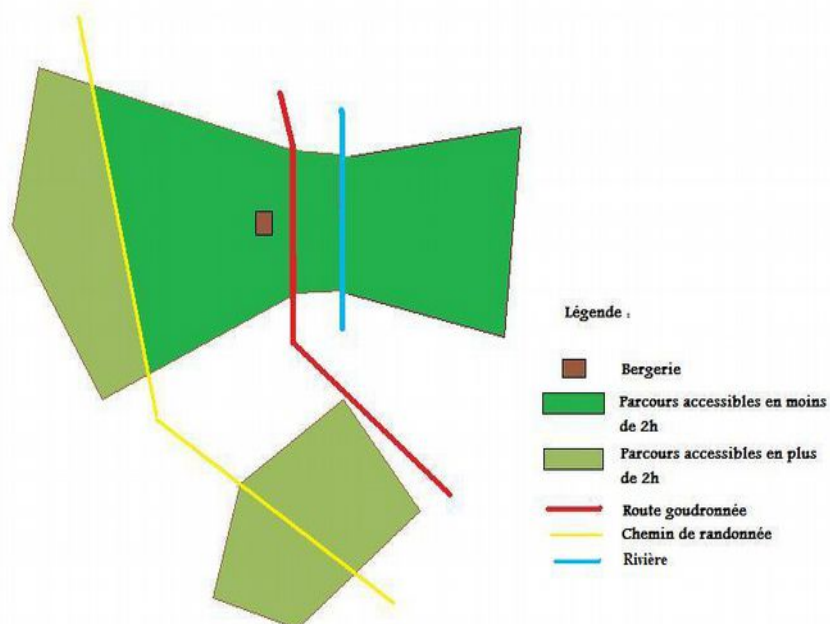 Légende :
Bergerie
Parcours accessibles en moins
de 2h
Parcours accessibles en plus
de 2h
Route goudronnée
Chemin de randonnée
Rivière